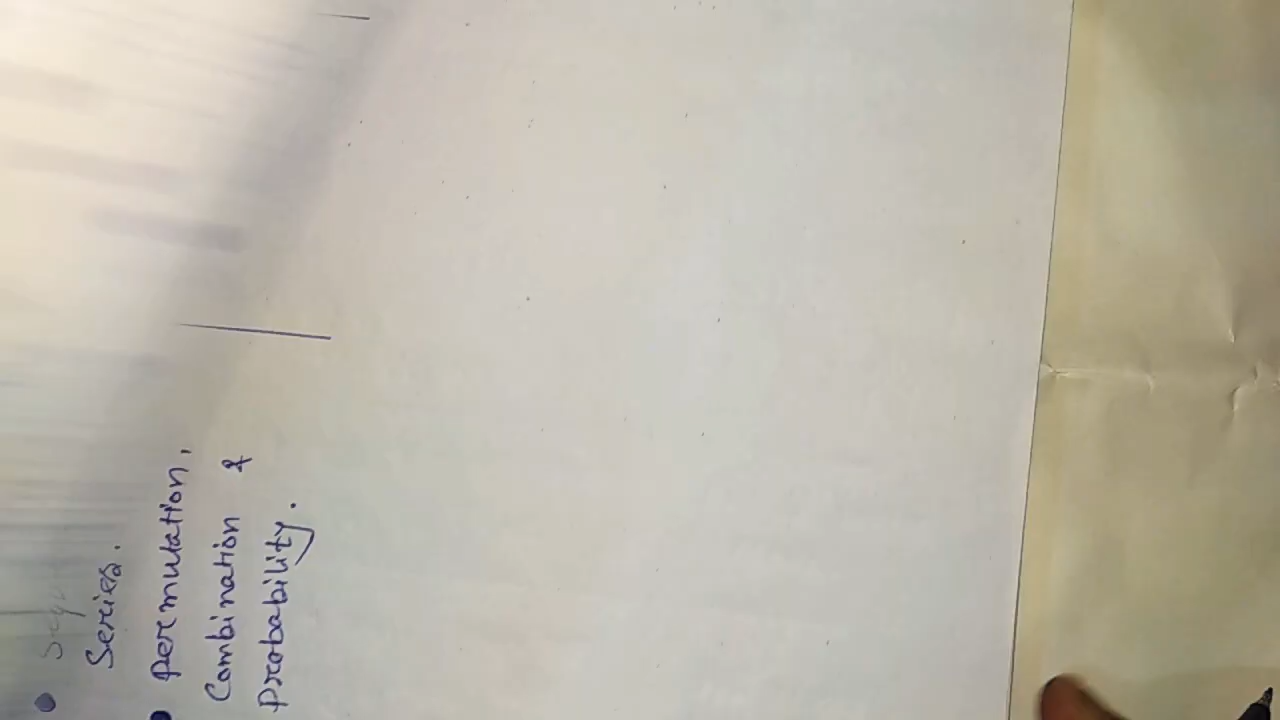 Series.
• Permutation,
Combination &
Probability.